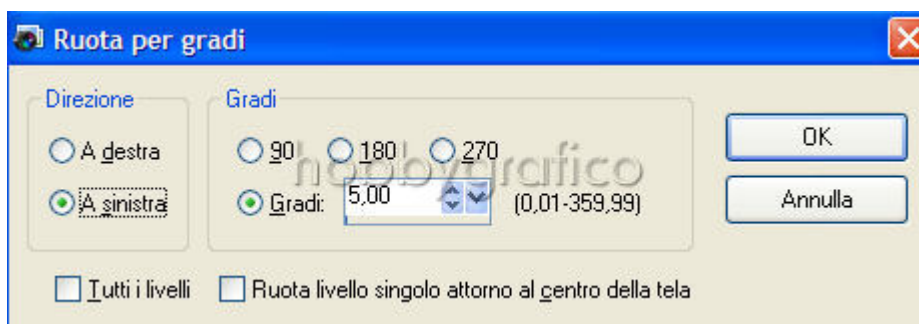 Ruota per gradi
Direzione
A destra
A sinistra
Gradi
90 180 270
Gradi: 5,00 (0,01-359,99)
OK
Annulla
Tutti i livelli
Ruota livello singolo attorno al centro della tela
hobbygrafico